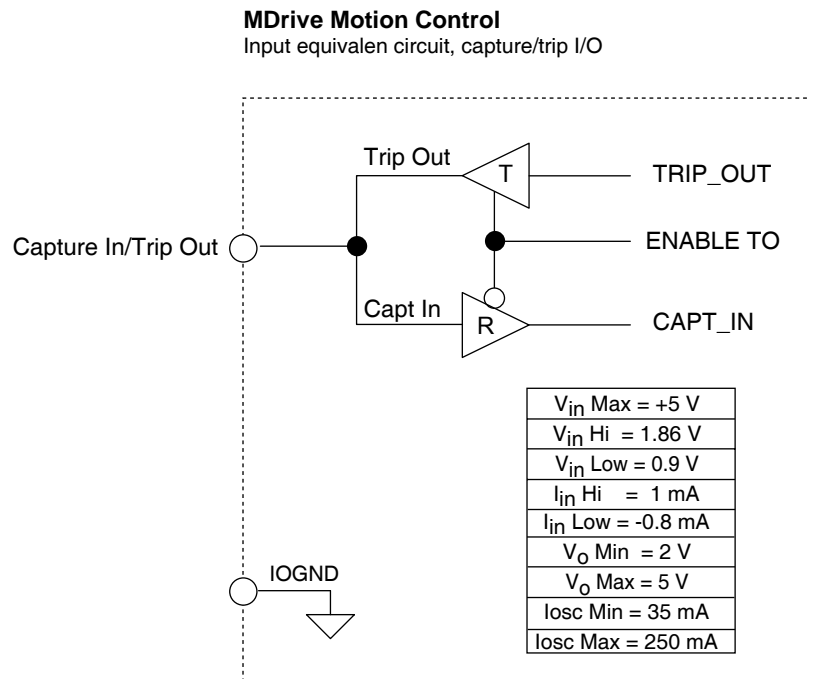 MDrive Motion Control
Input equivalen circuit, capture/trip I/O
Trip Out
T
TRIP_OUT
Capture In/Trip Out
ENABLE TO
Capt In
R
CAPT_IN
Vin Max = +5 V
Vin Hi = 1.86 V
Vin Low = 0.9 V
Iin Hi = 1 mA
Iin Low = -0.8 mA
Vo Min = 2 V
Vo Max = 5 V
Iosc Min = 35 mA
Iosc Max = 250 mA
IOGND